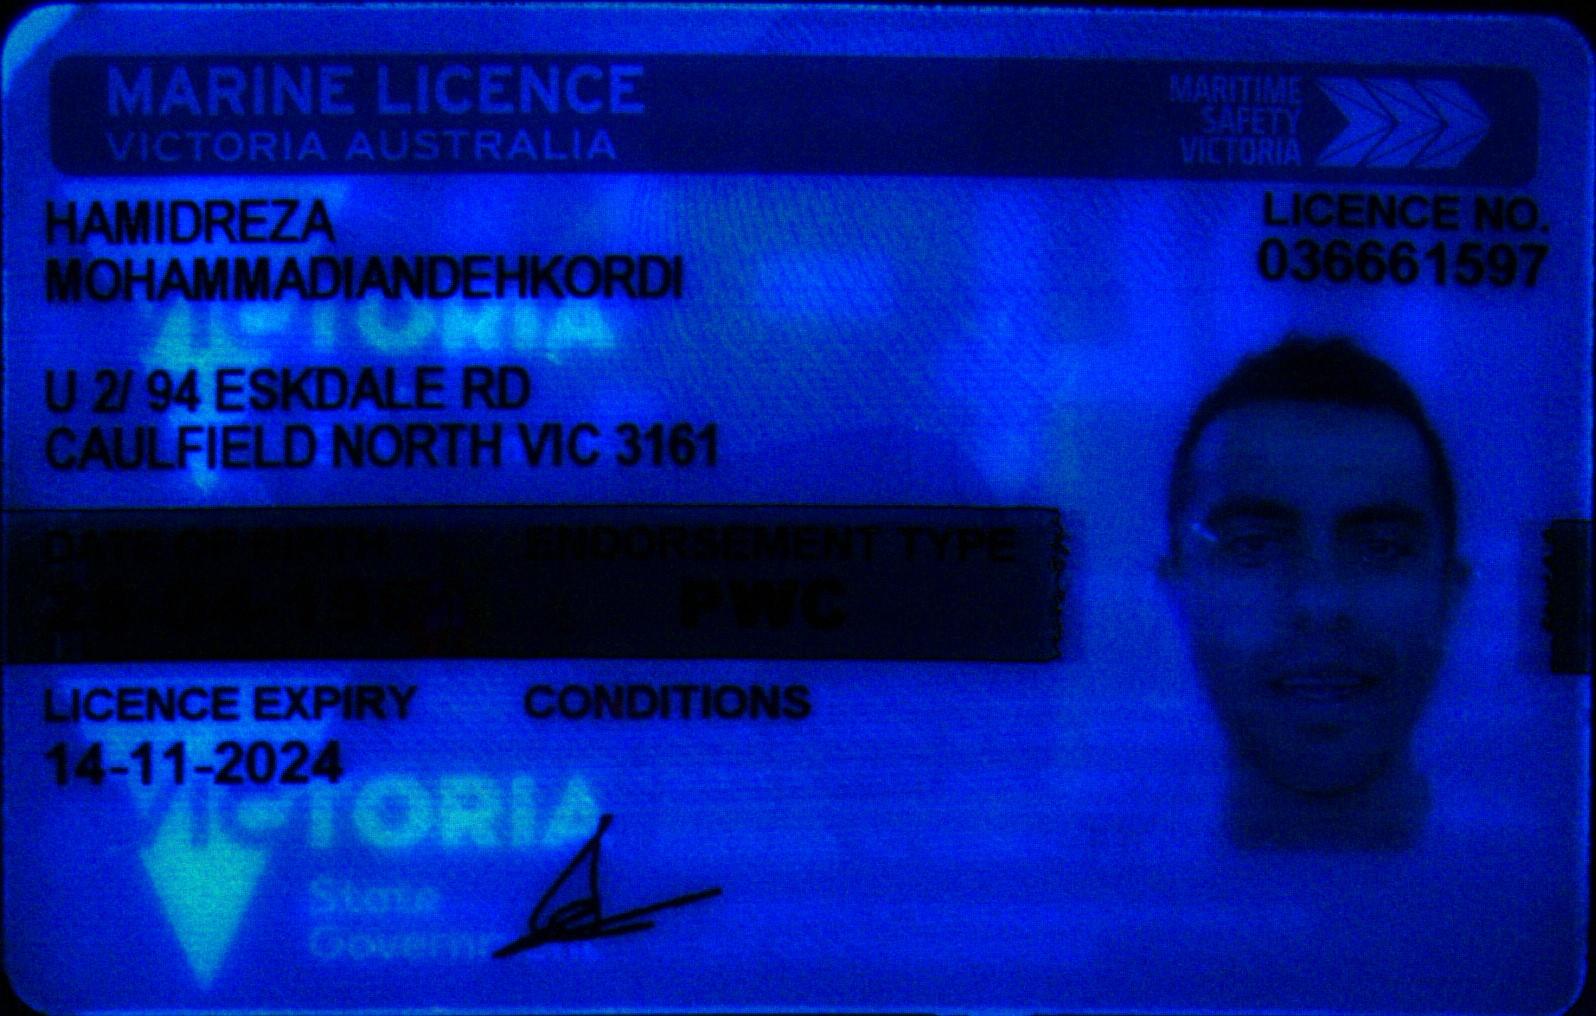 MARINE LICENCE
VICTORIA AUSTRALIA
MARITIME
SAFETY
VICTORIA
HAMIDREZA
MOHAMMADIANDEHKORDI
LICENCE NO.
036661597
VICTORIA
U 2/ 94 ESKDALE RD
CAULFIELD NORTH VIC 3161
DATE OF BIRTH ENDORSEMENT TYPE
PWC
LICENCE EXPIRY CONDITIONS
14-11-2024
VICTORIA
State
Government